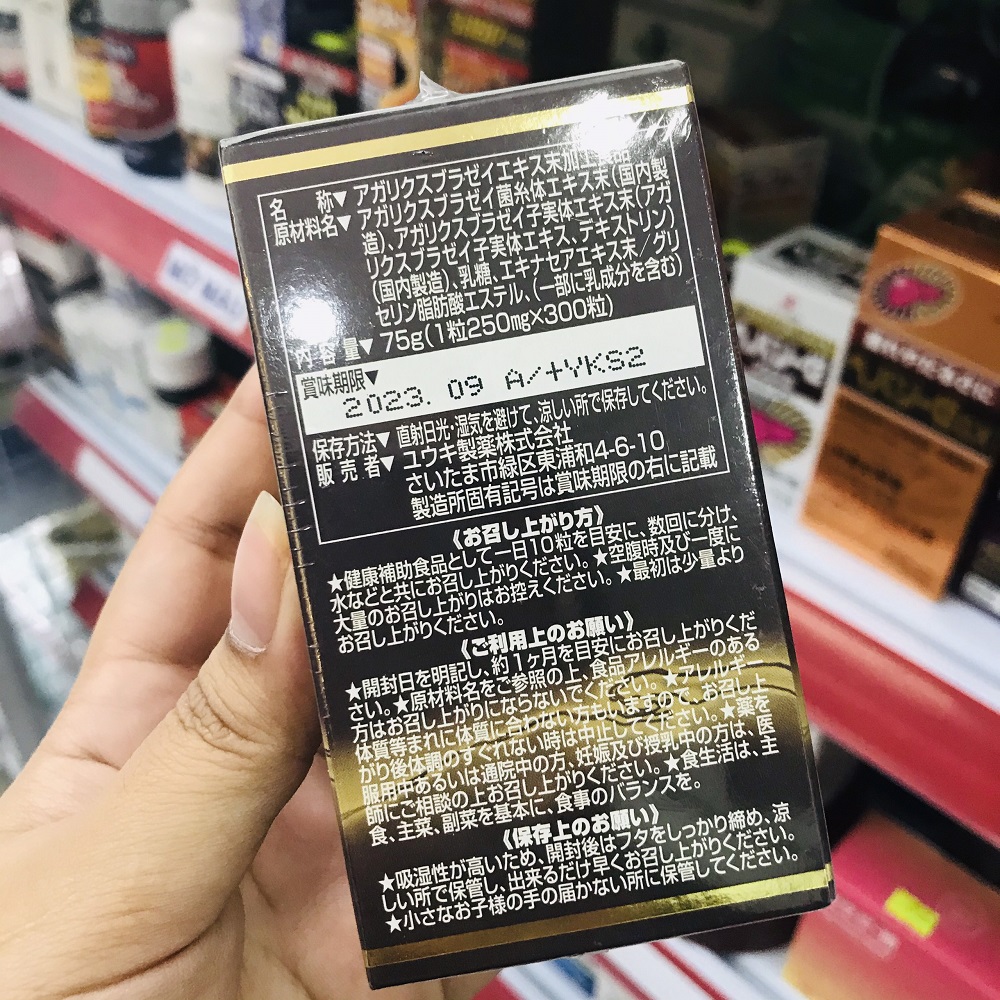 名　称▼ アガリクスブラゼイエキス末加工食品
原材料名▼ アガリクスブラゼイ菌糸体エキス末(国内製
造)、アガリクスブラゼイ子実体エキス末(アガ
リクスブラゼイ子実体エキス、デキストリン)
(国内製造)、乳糖、エキナセアエキス末/グリ
セリン脂肪酸エステル、(一部に乳成分を含む)
内容量▼ 75g(1粒250mg×300粒)
賞味期限▼
2023. 09 A/+YKS2
保存方法▼ 直射日光・湿気を避けて、涼しい所で保存してください。
販売者▼ ユウキ製薬株式会社
さいたま市緑区東浦和4-6-10
製造所固有記号は賞味期限の右に記載
《お召し上がり方》
★健康補助食品として一日10粒を目安に、数回に分け、
水などと共にお召し上がりください。★空腹時及び一度に
大量のお召し上がりはお控えください。★最初は少量より
お召し上がりください。
《ご利用上のお願い》
★開封日を明記し、約1ヶ月を目安にお召し上がりくだ
さい。★原材料名をご参照の上、食品アレルギーのある
方はお召し上がりにならないでください。★アレルギー
体質等まれに体質に合わない方もいますので、お召し上
がり後体調のすぐれない時は中止してください。★薬を
服用中あるいは通院中の方、妊娠及び授乳中の方は、医
師にご相談の上お召し上がりください。★食生活は、主
食、主菜、副菜を基本に、食事のバランスを。
《保存上のお願い》
★吸湿性が高いため、開封後はフタをしっかり締め、涼
しい所で保管し、出来るだけ早くお召し上がりください。
★小さなお子様の手の届かない所に保管してください。